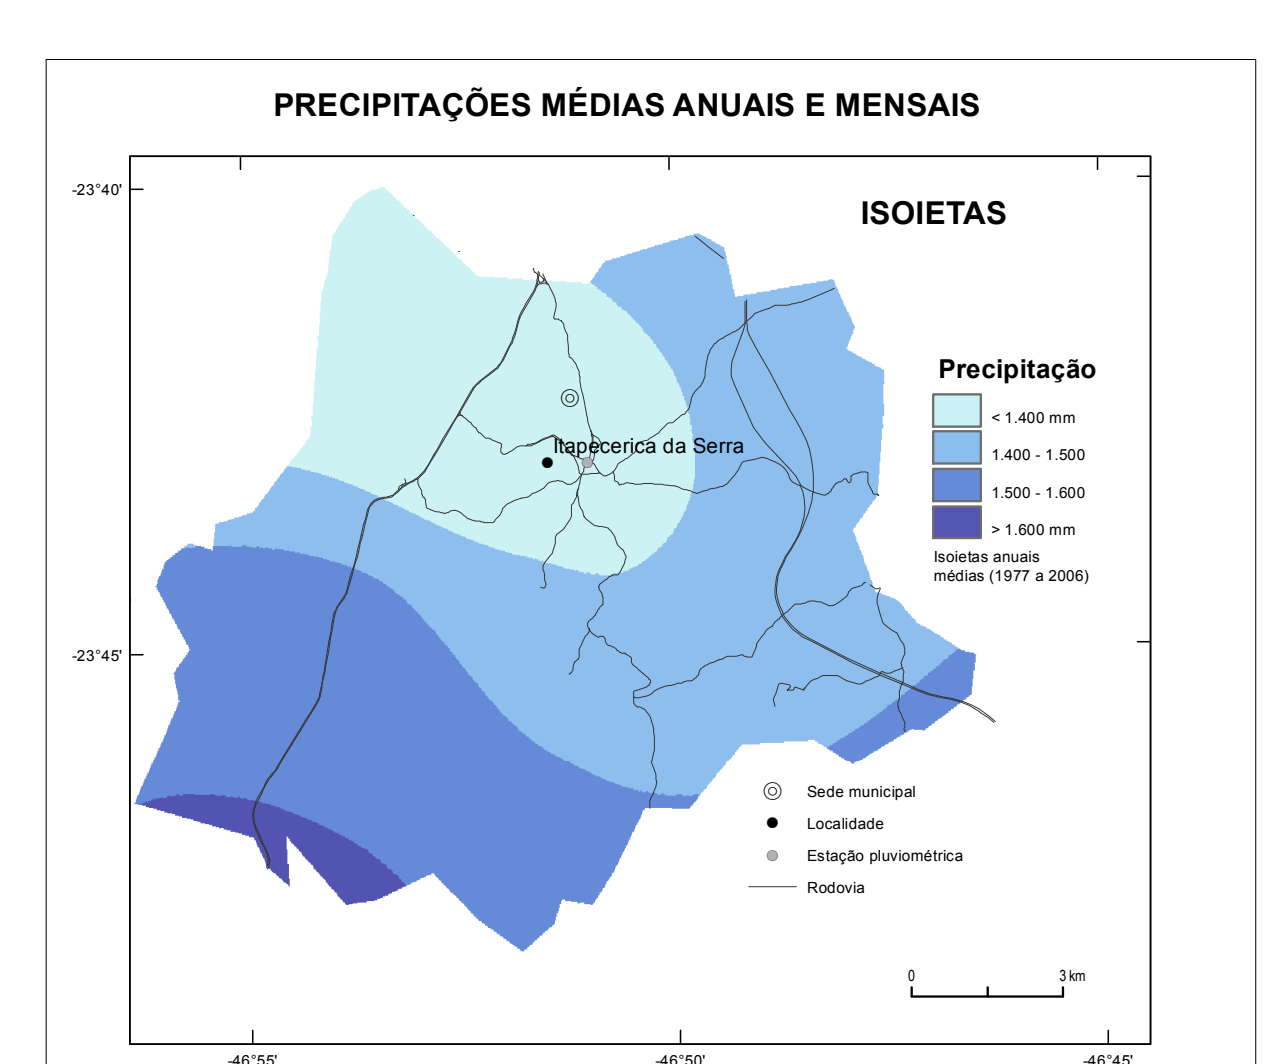 PRECIPITAÇÕES MÉDIAS ANUAIS E MENSAIS
-23°40'
ISOIETAS
Precipitação
< 1.400 mm
1.400 - 1.500
1.500 - 1.600
> 1.600 mm
Isoietas anuais
médias (1977 a 2006)
Itapecerica da Serra
-23°45'
Sede municipal
Localidade
Estação pluviométrica
Rodovia
0 3 km
-46°55' -46°50' -46°45'